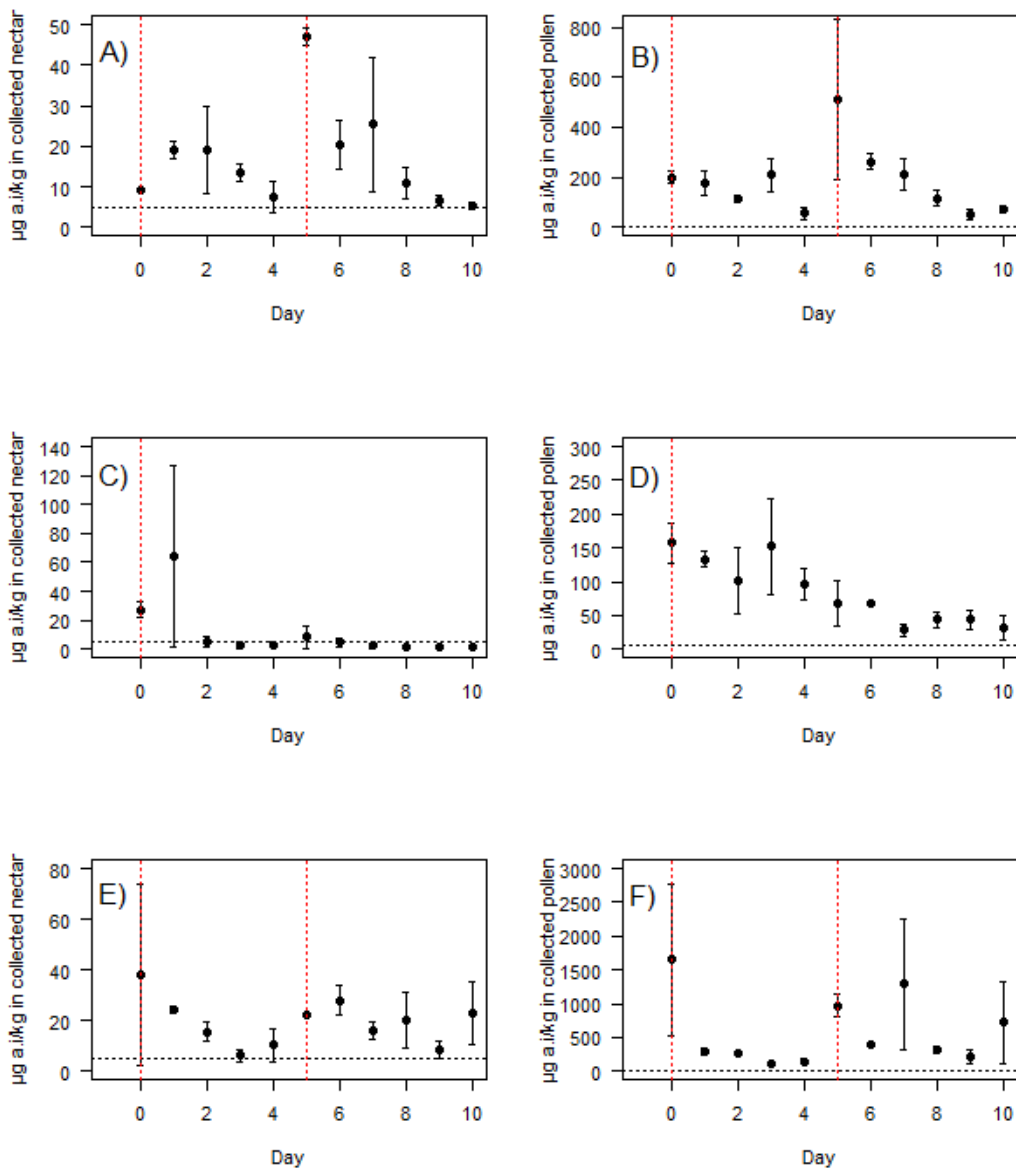 µg a.i/kg in collected nectar
50
40
30
20
10
0
A)
0 2 4 6 8 10
Day
µg a.i/kg in collected pollen
800
600
400
200
0
B)
0 2 4 6 8 10
Day
µg a.i/kg in collected nectar
140
120
100
80
60
40
20
0
C)
0 2 4 6 8 10
Day
µg a.i/kg in collected pollen
300
250
200
150
100
50
0
D)
0 2 4 6 8 10
Day
µg a.i/kg in collected nectar
80
60
40
20
0
E)
0 2 4 6 8 10
Day
µg a.i/kg in collected pollen
3000
2500
2000
1500
1000
500
0
F)
0 2 4 6 8 10
Day